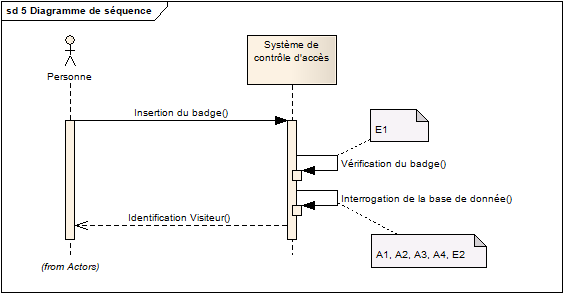 sd 5 Diagramme de séquence
Système de
contrôle d'accès
Personne
Insertion du badge()
E1
Vérification du badge()
Interrogation de la base de donnée()
Identification Visiteur()
A1, A2, A3, A4, E2
(from Actors)